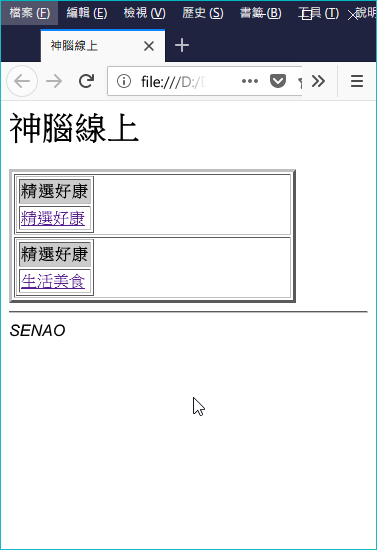 檔案 (F) 編輯 (E) 檢視 (V) 歷史 (S) 書籤 (B) 工具 (T) 說明
神腦線上
file:///D:/
神腦線上
精選好康
精選好康
精選好康
生活美食
SENAO